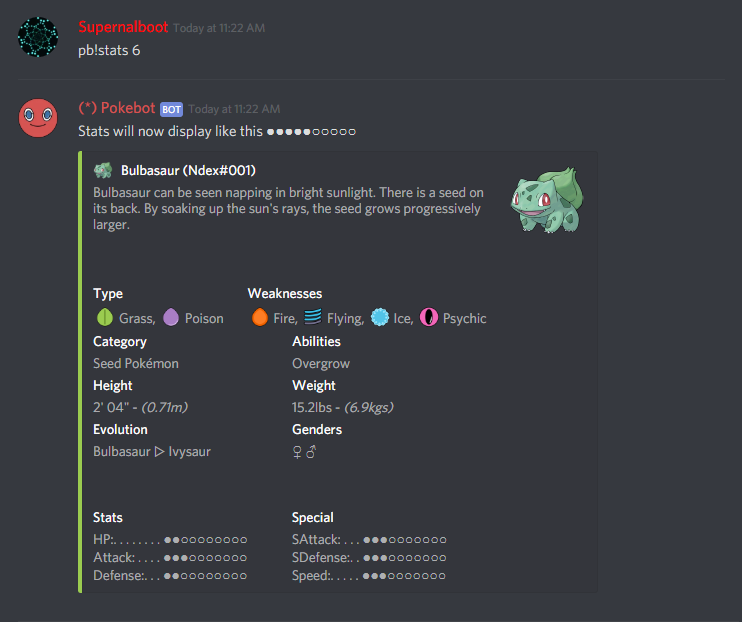 Supernalboot Today at 11:22 AM
pb!stats 6
(*) Pokebot BOT Today at 11:22 AM
Stats will now display like this ●●●●●○○○○○
Bulbasaur (Ndex#001)
Bulbasaur can be seen napping in bright sunlight. There is a seed on
its back. By soaking up the sun's rays, the seed grows progressively
larger.
Type Weaknesses
Grass, Poison Fire, Flying, Ice, Psychic
Category Abilities
Seed Pokémon Overgrow
Height Weight
2' 04" - (0.71m) 15.2lbs - (6.9kgs)
Evolution Genders
Bulbasaur ▷ Ivysaur ♀♂
Stats Special
HP:. . . . . . . . ●●○○○○○○○○ SAttack: . . . ●●●○○○○○○○
Attack: . . . . ●●●○○○○○○○ SDefense:. . ●●●○○○○○○○
Defense:. . . ●●○○○○○○○○ Speed:. . . . . ●●●○○○○○○○